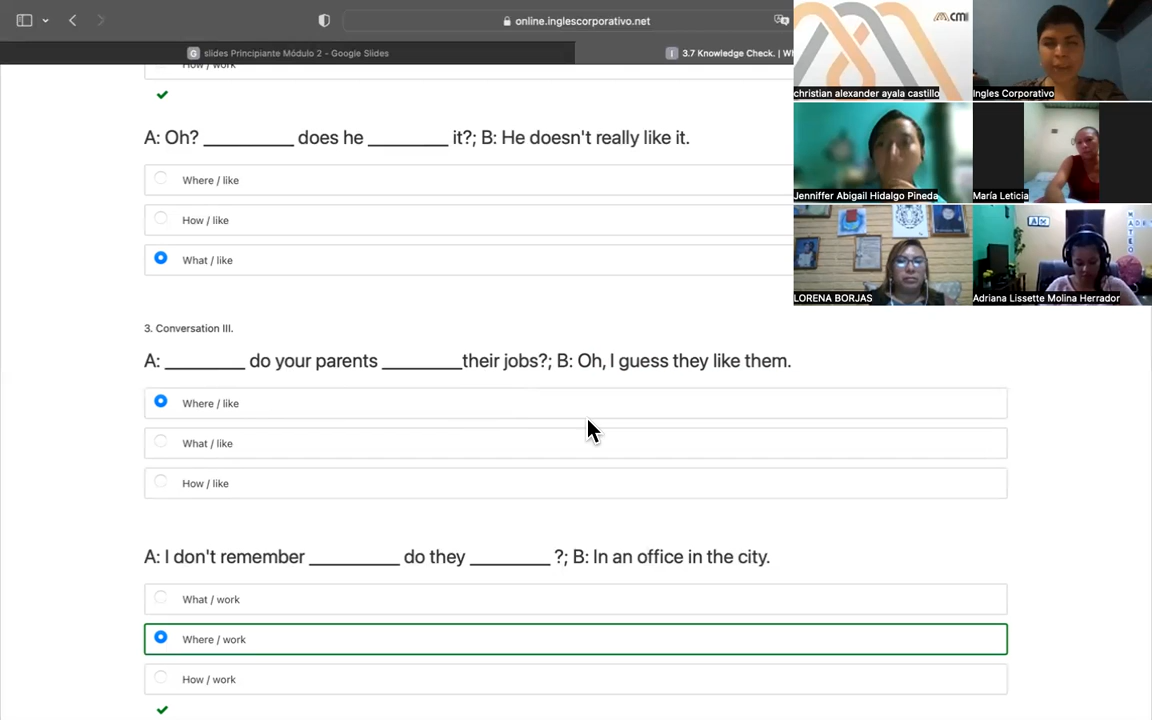 online.inglescorporativo.net
G slides Principiante Módulo 2 - Google Slides
I 3.7 Knowledge Check. | Wh
cmi
christian alexander ayala castillo
Ingles Corporativo
Jenniffer Abigail Hidalgo Pineda
María Leticia
LORENA BORJAS
Adriana Lissette Molina Herrador
How / work
A: Oh? __________ does he _________ it?; B: He doesn't really like it.
Where / like
How / like
What / like
3. Conversation III.
A: _________ do your parents _________their jobs?; B: Oh, I guess they like them.
Where / like
What / like
How / like
A: I don't remember __________ do they _________ ?; B: In an office in the city.
What / work
Where / work
How / work